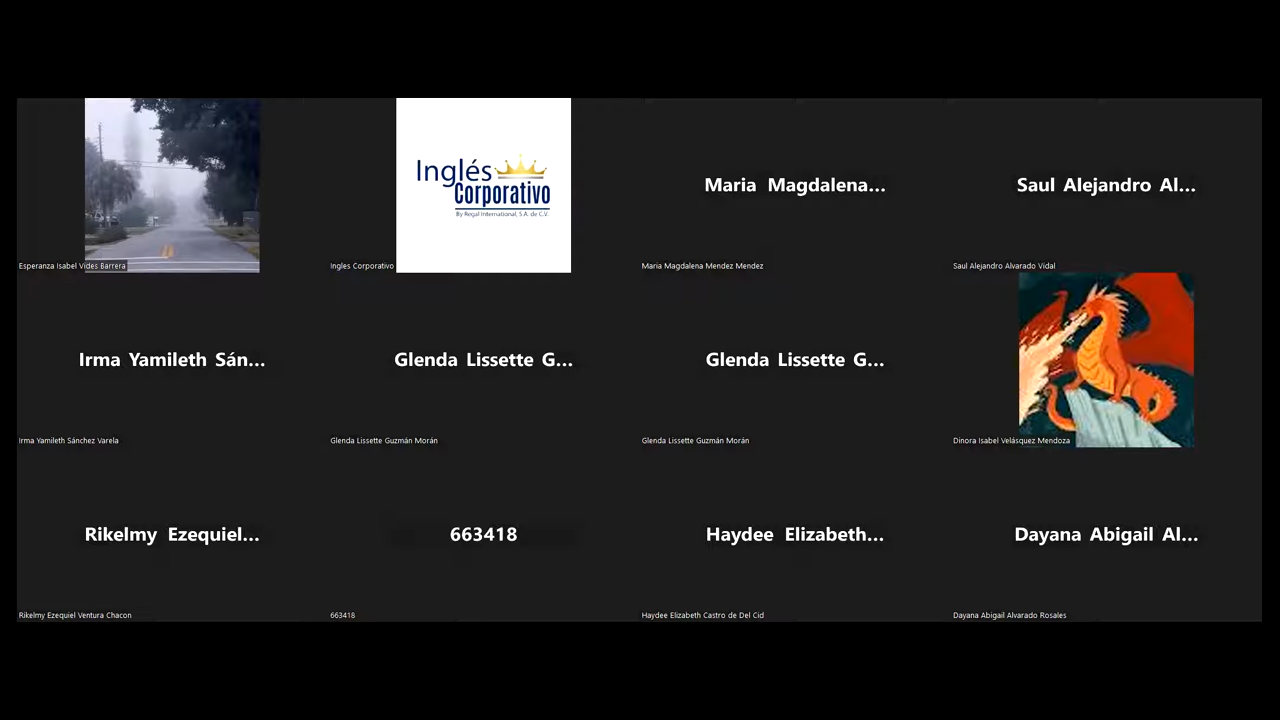 Inglés
Corporativo
By Regal International, S.A. de C.V.
Maria Magdalena...
Saul Alejandro Al...
Esperanza Isabel Vides Barrera
Ingles Corporativo
Maria Magdalena Mendez Mendez
Saul Alejandro Alvarado Vidal
Irma Yamileth Sán...
Glenda Lissette G...
Glenda Lissette G...
Irma Yamileth Sánchez Varela
Glenda Lissette Guzmán Morán
Glenda Lissette Guzmán Morán
Dinora Isabel Velásquez Mendoza
Rikelmy Ezequiel...
663418
Haydee Elizabeth...
Dayana Abigail Al...
Rikelmy Ezequiel Ventura Chacon
663418
Haydee Elizabeth Castro de Del Cid
Dayana Abigail Alvarado Rosales